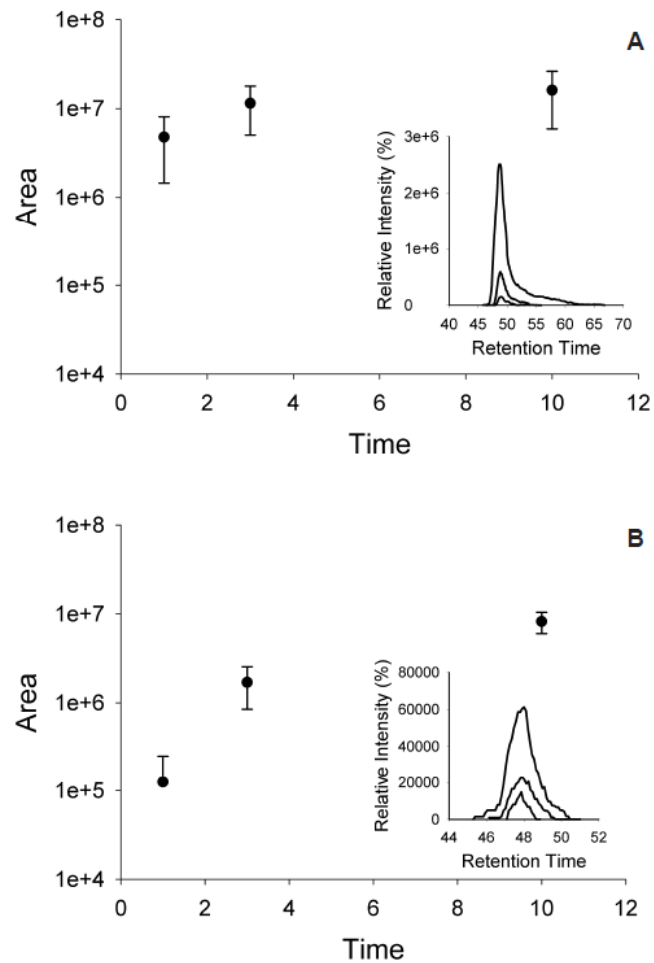 A
1e+8
1e+7
1e+6
1e+5
1e+4
Area
0 2 4 6 8 10 12
Time
3e+6
2e+6
1e+6
0
Relative Intensity (%)
40 45 50 55 60 65 70
Retention Time
B
1e+8
1e+7
1e+6
1e+5
1e+4
Area
0 2 4 6 8 10 12
Time
80000
60000
40000
20000
0
Relative Intensity (%)
44 46 48 50 52
Retention Time